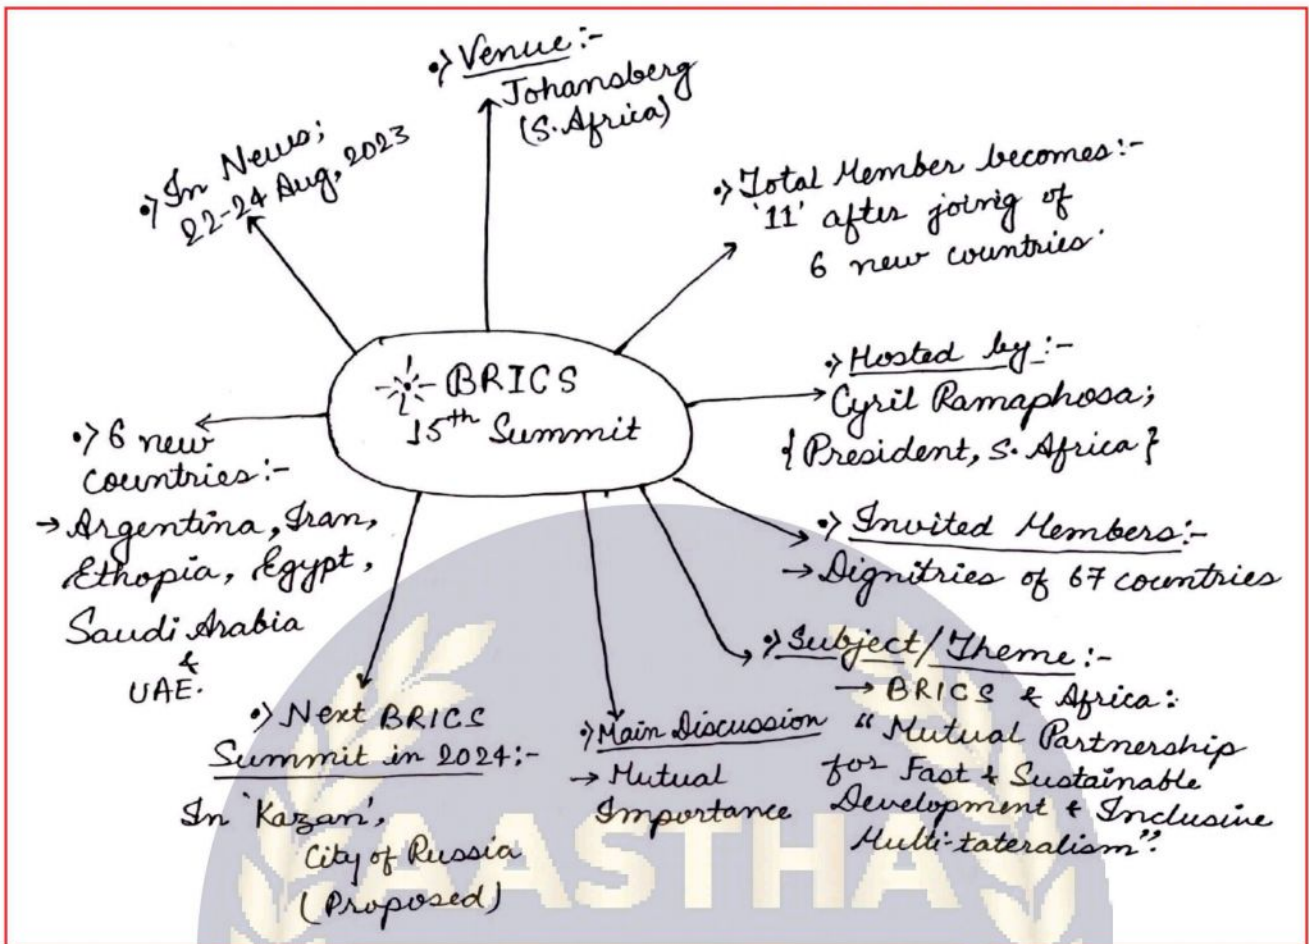 •) Venue:-
Johansberg
(S. Africa)
•) In News;
22-24 Aug, 2023
•) Total Member becomes:-
'11' after joinig of
6 new countries
BRICS
15th Summit
•) Hosted by:-
Cyril Ramaphosa;
{President, S. Africa}
•) 6 new
countries:-
→ Argentina, Iran,
Ethopia, Egypt,
Saudi Arabia
&
UAE.
•) Invited Members:-
→ Dignitries of 67 countries
•) Subject/Theme:-
→ BRICS & Africa:
"Mutual Partnership
for Fast & Sustainable
Development & Inclusive
Multi-tateralism".
•) Next BRICS
Summit in 2024:-
In 'Kazan',
City of Russia
(Proposed)
•) Main Discussion
→ Mutual
Importance
AASTHA